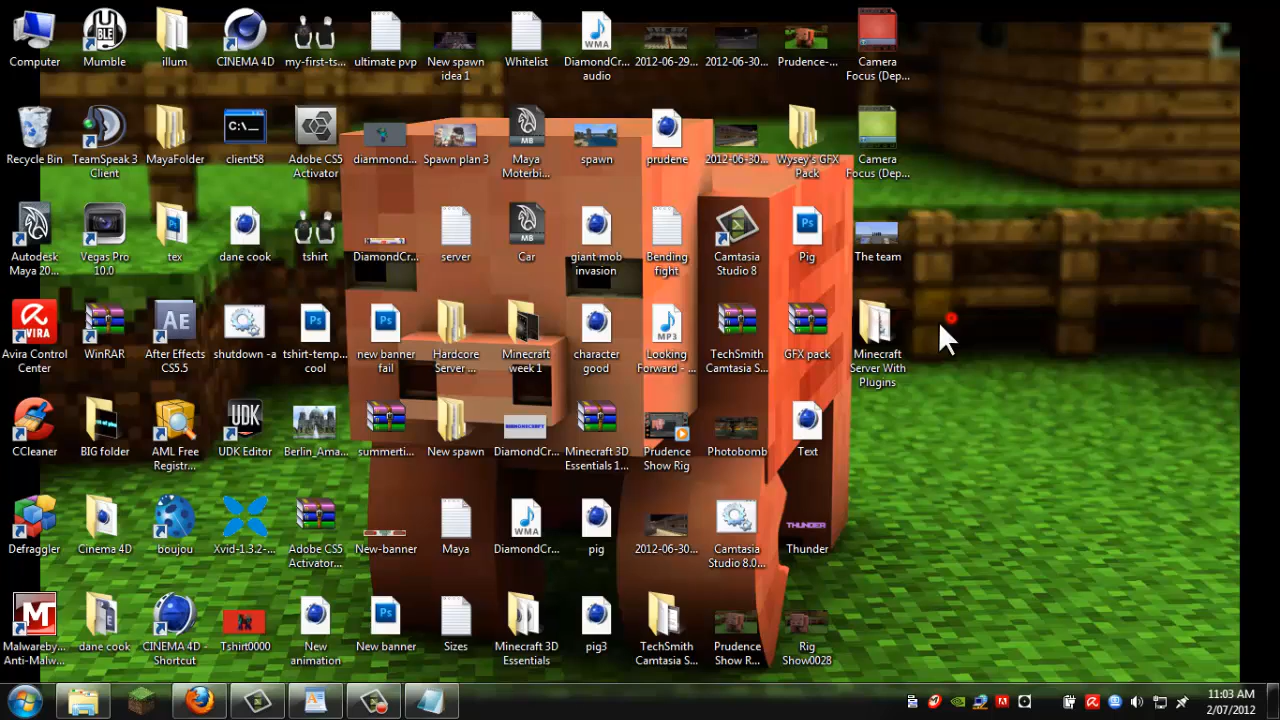 Computer
Mumble
illum
CINEMA 4D
my-first-ts...
ultimate pvp
New spawn
idea 1
Whitelist
DiamondCr...
audio
2012-06-29...
2012-06-30...
Prudence-...
Camera
Focus (Dep...
Recycle Bin
TeamSpeak 3
Client
MayaFolder
client58
Adobe CS5
Activator
diammond...
Spawn plan 3
Maya
Moterbi...
spawn
prudene
2012-06-30...
Wysey's GFX
Pack
Camera
Focus (Dep...
Autodesk
Maya 20...
Vegas Pro
10.0
tex
dane cook
tshirt
DiamondCr...
server
Car
giant mob
invasion
Bending
fight
Camtasia
Studio 8
Pig
The team
Avira Control
Center
WinRAR
After Effects
CS5.5
shutdown -a
tshirt-temp...
cool
new banner
fail
Hardcore
Server ...
Minecraft
week 1
character
good
Looking
Forward - ...
TechSmith
Camtasia S...
GFX pack
Minecraft
Server With
Plugins
CCleaner
BIG folder
AML Free
Registr...
UDK Editor
Berlin_Ama...
summerti...
New spawn
DiamondCr...
Minecraft 3D
Essentials 1...
Prudence
Show Rig
Photobomb
Text
Defraggler
Cinema 4D
boujou
Xvid-1.3.2-...
Adobe CS5
Activator...
New-banner
Maya
DiamondCr...
pig
2012-06-30...
Camtasia
Studio 8.0...
Thunder
Malwareby...
Anti-Malw...
dane cook
CINEMA 4D -
Shortcut
Tshirt0000
New
animation
New banner
Sizes
Minecraft 3D
Essentials
pig3
TechSmith
Camtasia S...
Prudence
Show R...
Rig
Show0028
11:03 AM
2/07/2012